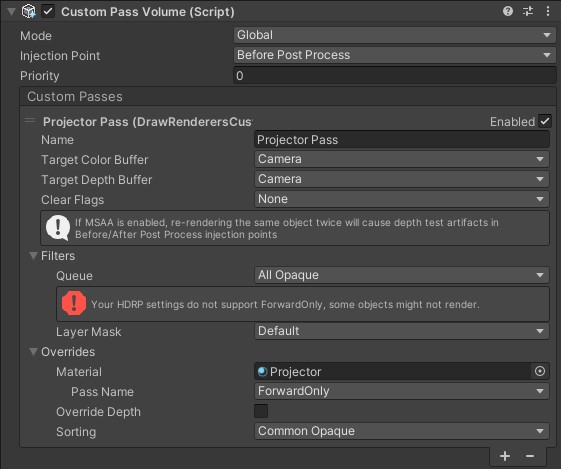 Custom Pass Volume (Script)
Mode Global
Injection Point Before Post Process
Priority 0
Custom Passes
Projector Pass (DrawRenderersCus Enabled
Name Projector Pass
Target Color Buffer Camera
Target Depth Buffer Camera
Clear Flags None
If MSAA is enabled, re-rendering the same object twice will cause depth test artifacts in
Before/After Post Process injection points
Filters
Queue All Opaque
Your HDRP settings do not support ForwardOnly, some objects might not render.
Layer Mask Default
Overrides
Material Projector
Pass Name ForwardOnly
Override Depth
Sorting Common Opaque